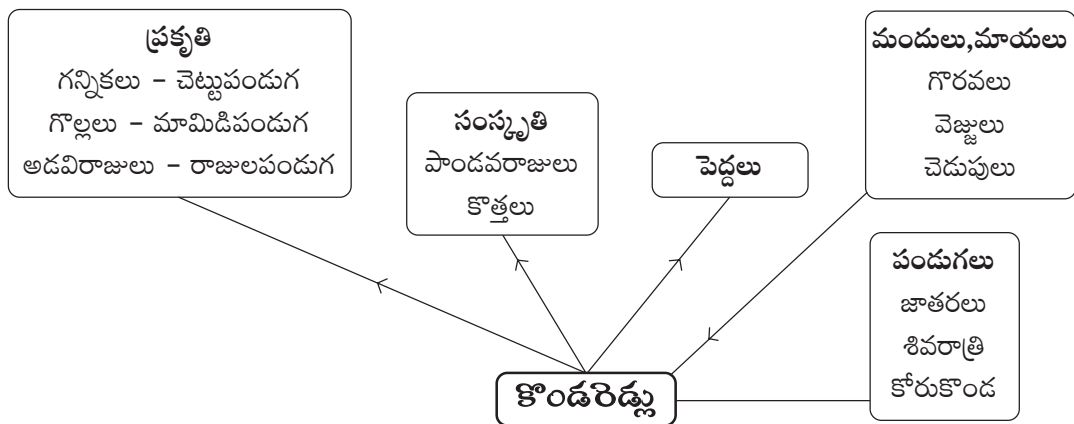 ప్రకృతి
గన్నికలు – చెట్టుపండుగ
గొల్లలు – మామిడిపండుగ
అడవిరాజులు – రాజులపండుగ
సంస్కృతి
పాండవరాజులు
కొత్తలు
పెద్దలు
మందులు,మాయలు
గొరవలు
వెజ్జులు
చెడుపులు
పండుగలు
జాతరలు
శివరాత్రి
కోరుకొండ
కొండరెడ్లు